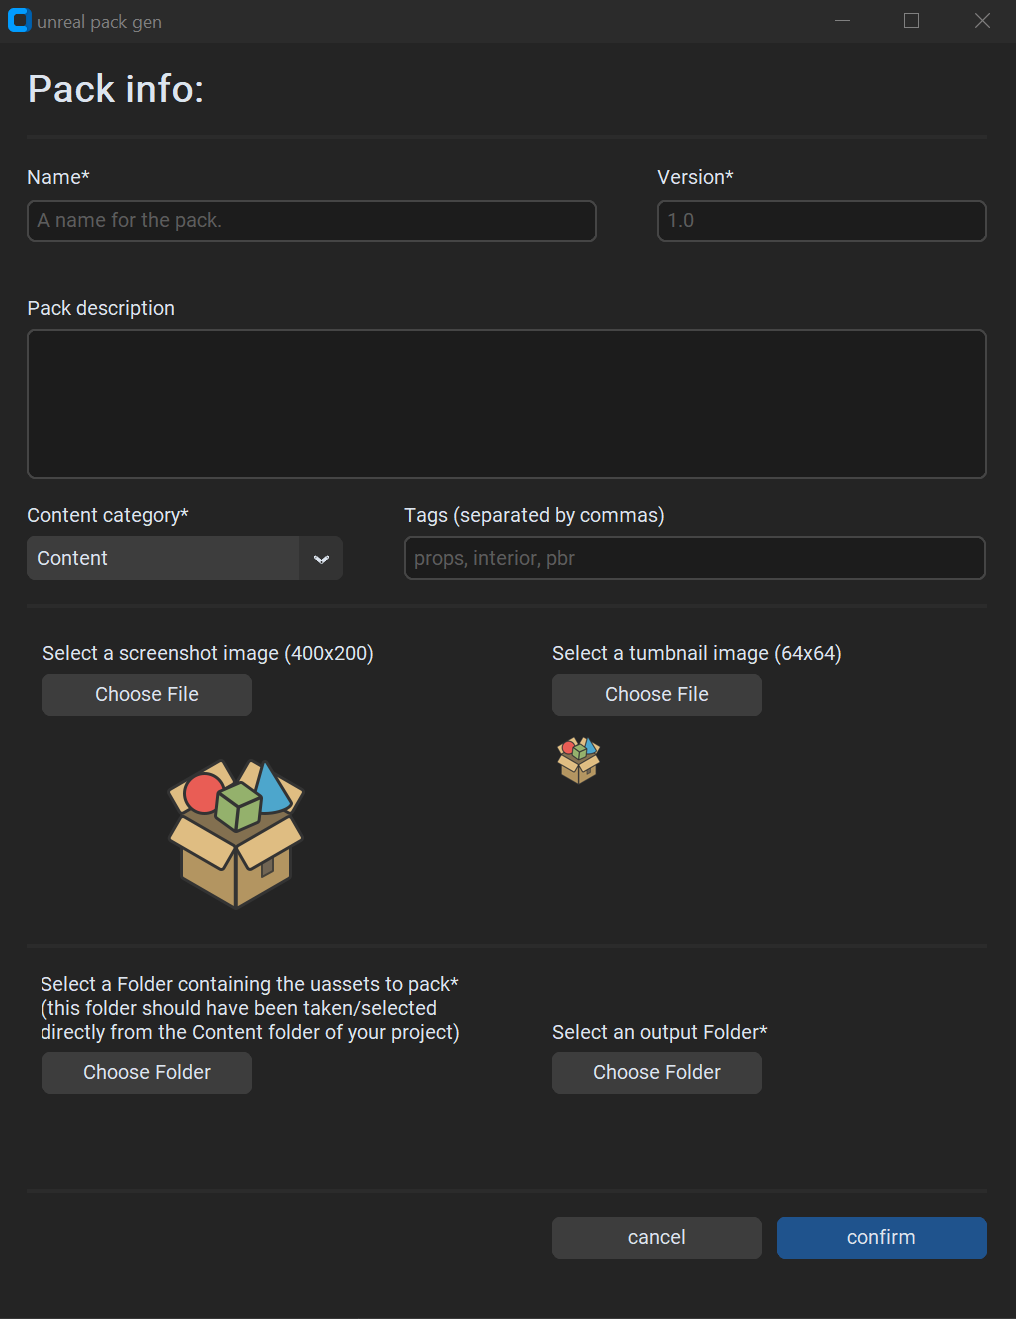 unreal pack gen
Pack info:
Name*
Version*
A name for the pack.
1.0
Pack description
Content category*
Tags (separated by commas)
Content
props, interior, pbr
Select a screenshot image (400x200)
Select a tumbnail image (64x64)
Choose File
Choose File
Select a Folder containing the uassets to pack*
(this folder should have been taken/selected
directly from the Content folder of your project)
Select an output Folder*
Choose Folder
Choose Folder
cancel
confirm